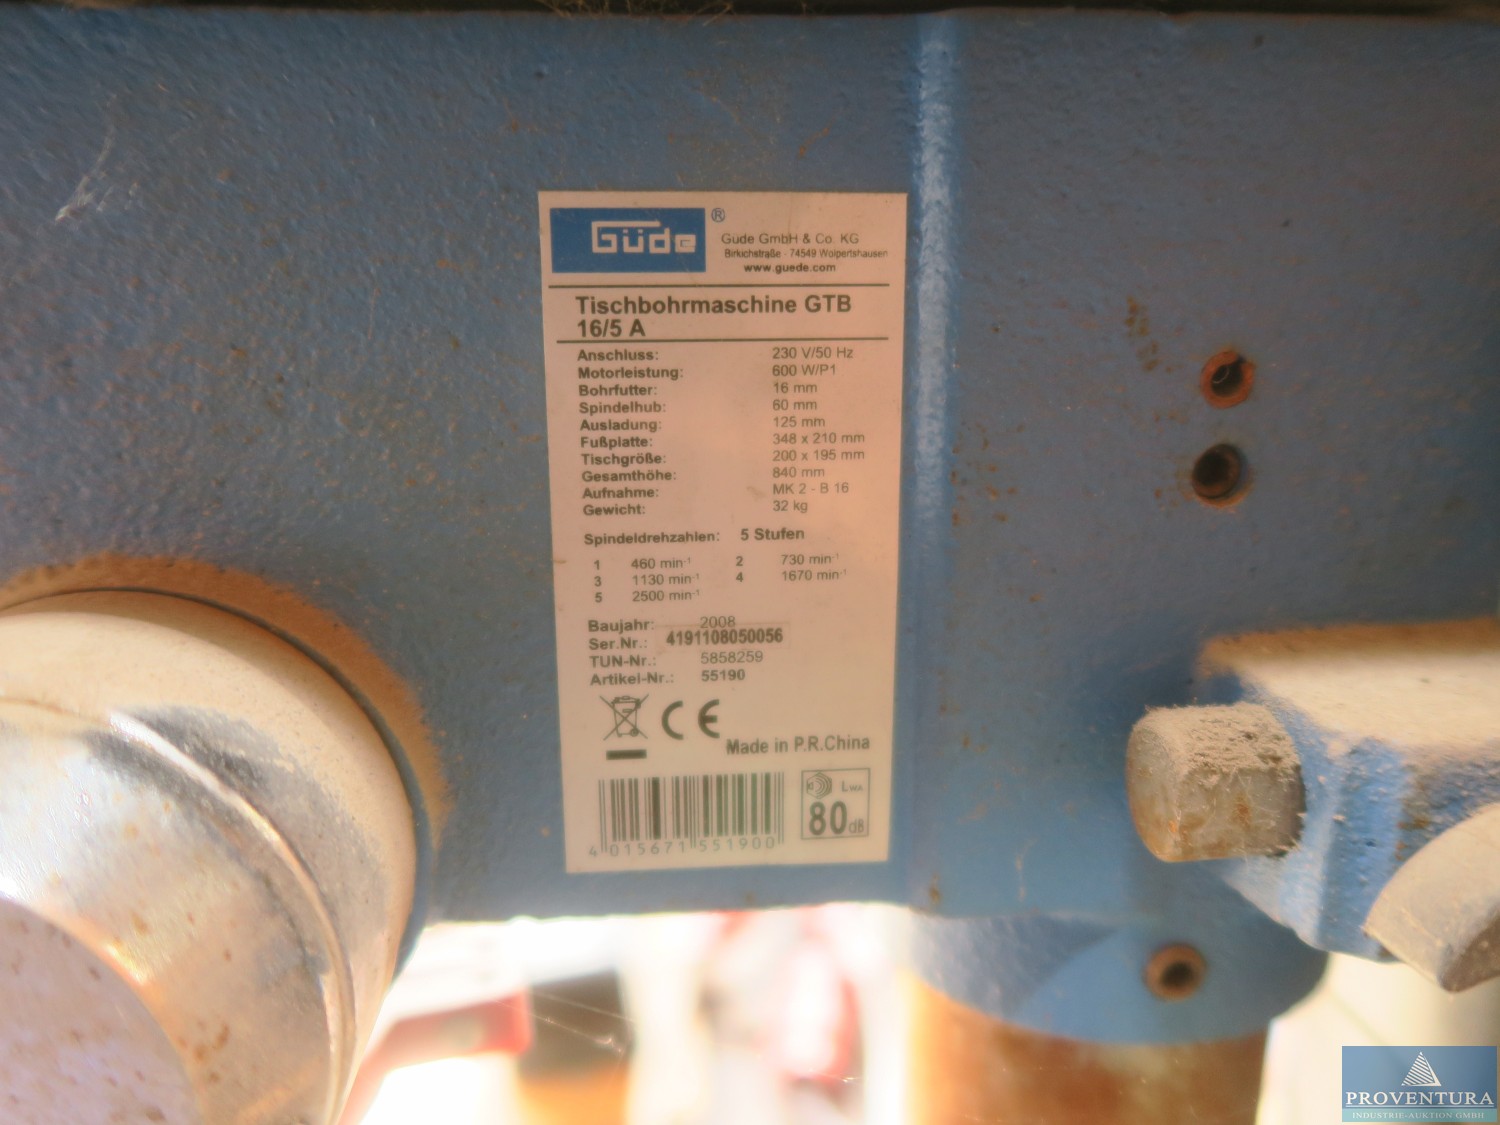 Güde ®
Güde GmbH & Co. KG
Birkichstraße - 74549 Wolpertshausen
www.guede.com
Tischbohrmaschine GTB
16/5 A
Anschluss: 230 V/50 Hz
Motorleistung: 600 W/P1
Bohrfutter: 16 mm
Spindelhub: 60 mm
Ausladung: 125 mm
Fußplatte: 348 x 210 mm
Tischgröße: 200 x 195 mm
Gesamthöhe: 840 mm
Aufnahme: MK 2 - B 16
Gewicht: 32 kg
Spindeldrehzahlen: 5 Stufen
1 460 min⁻¹ 2 730 min⁻¹
3 1130 min⁻¹ 4 1670 min⁻¹
5 2500 min⁻¹
Baujahr: 2008
Ser.Nr.: 4191108050056
TUN-Nr.: 5858259
Artikel-Nr.: 55190
CE
Made in P.R.China
LWA
80 dB
4 015671 551900
PROVENTURA
INDUSTRIE-AUKTION GMBH